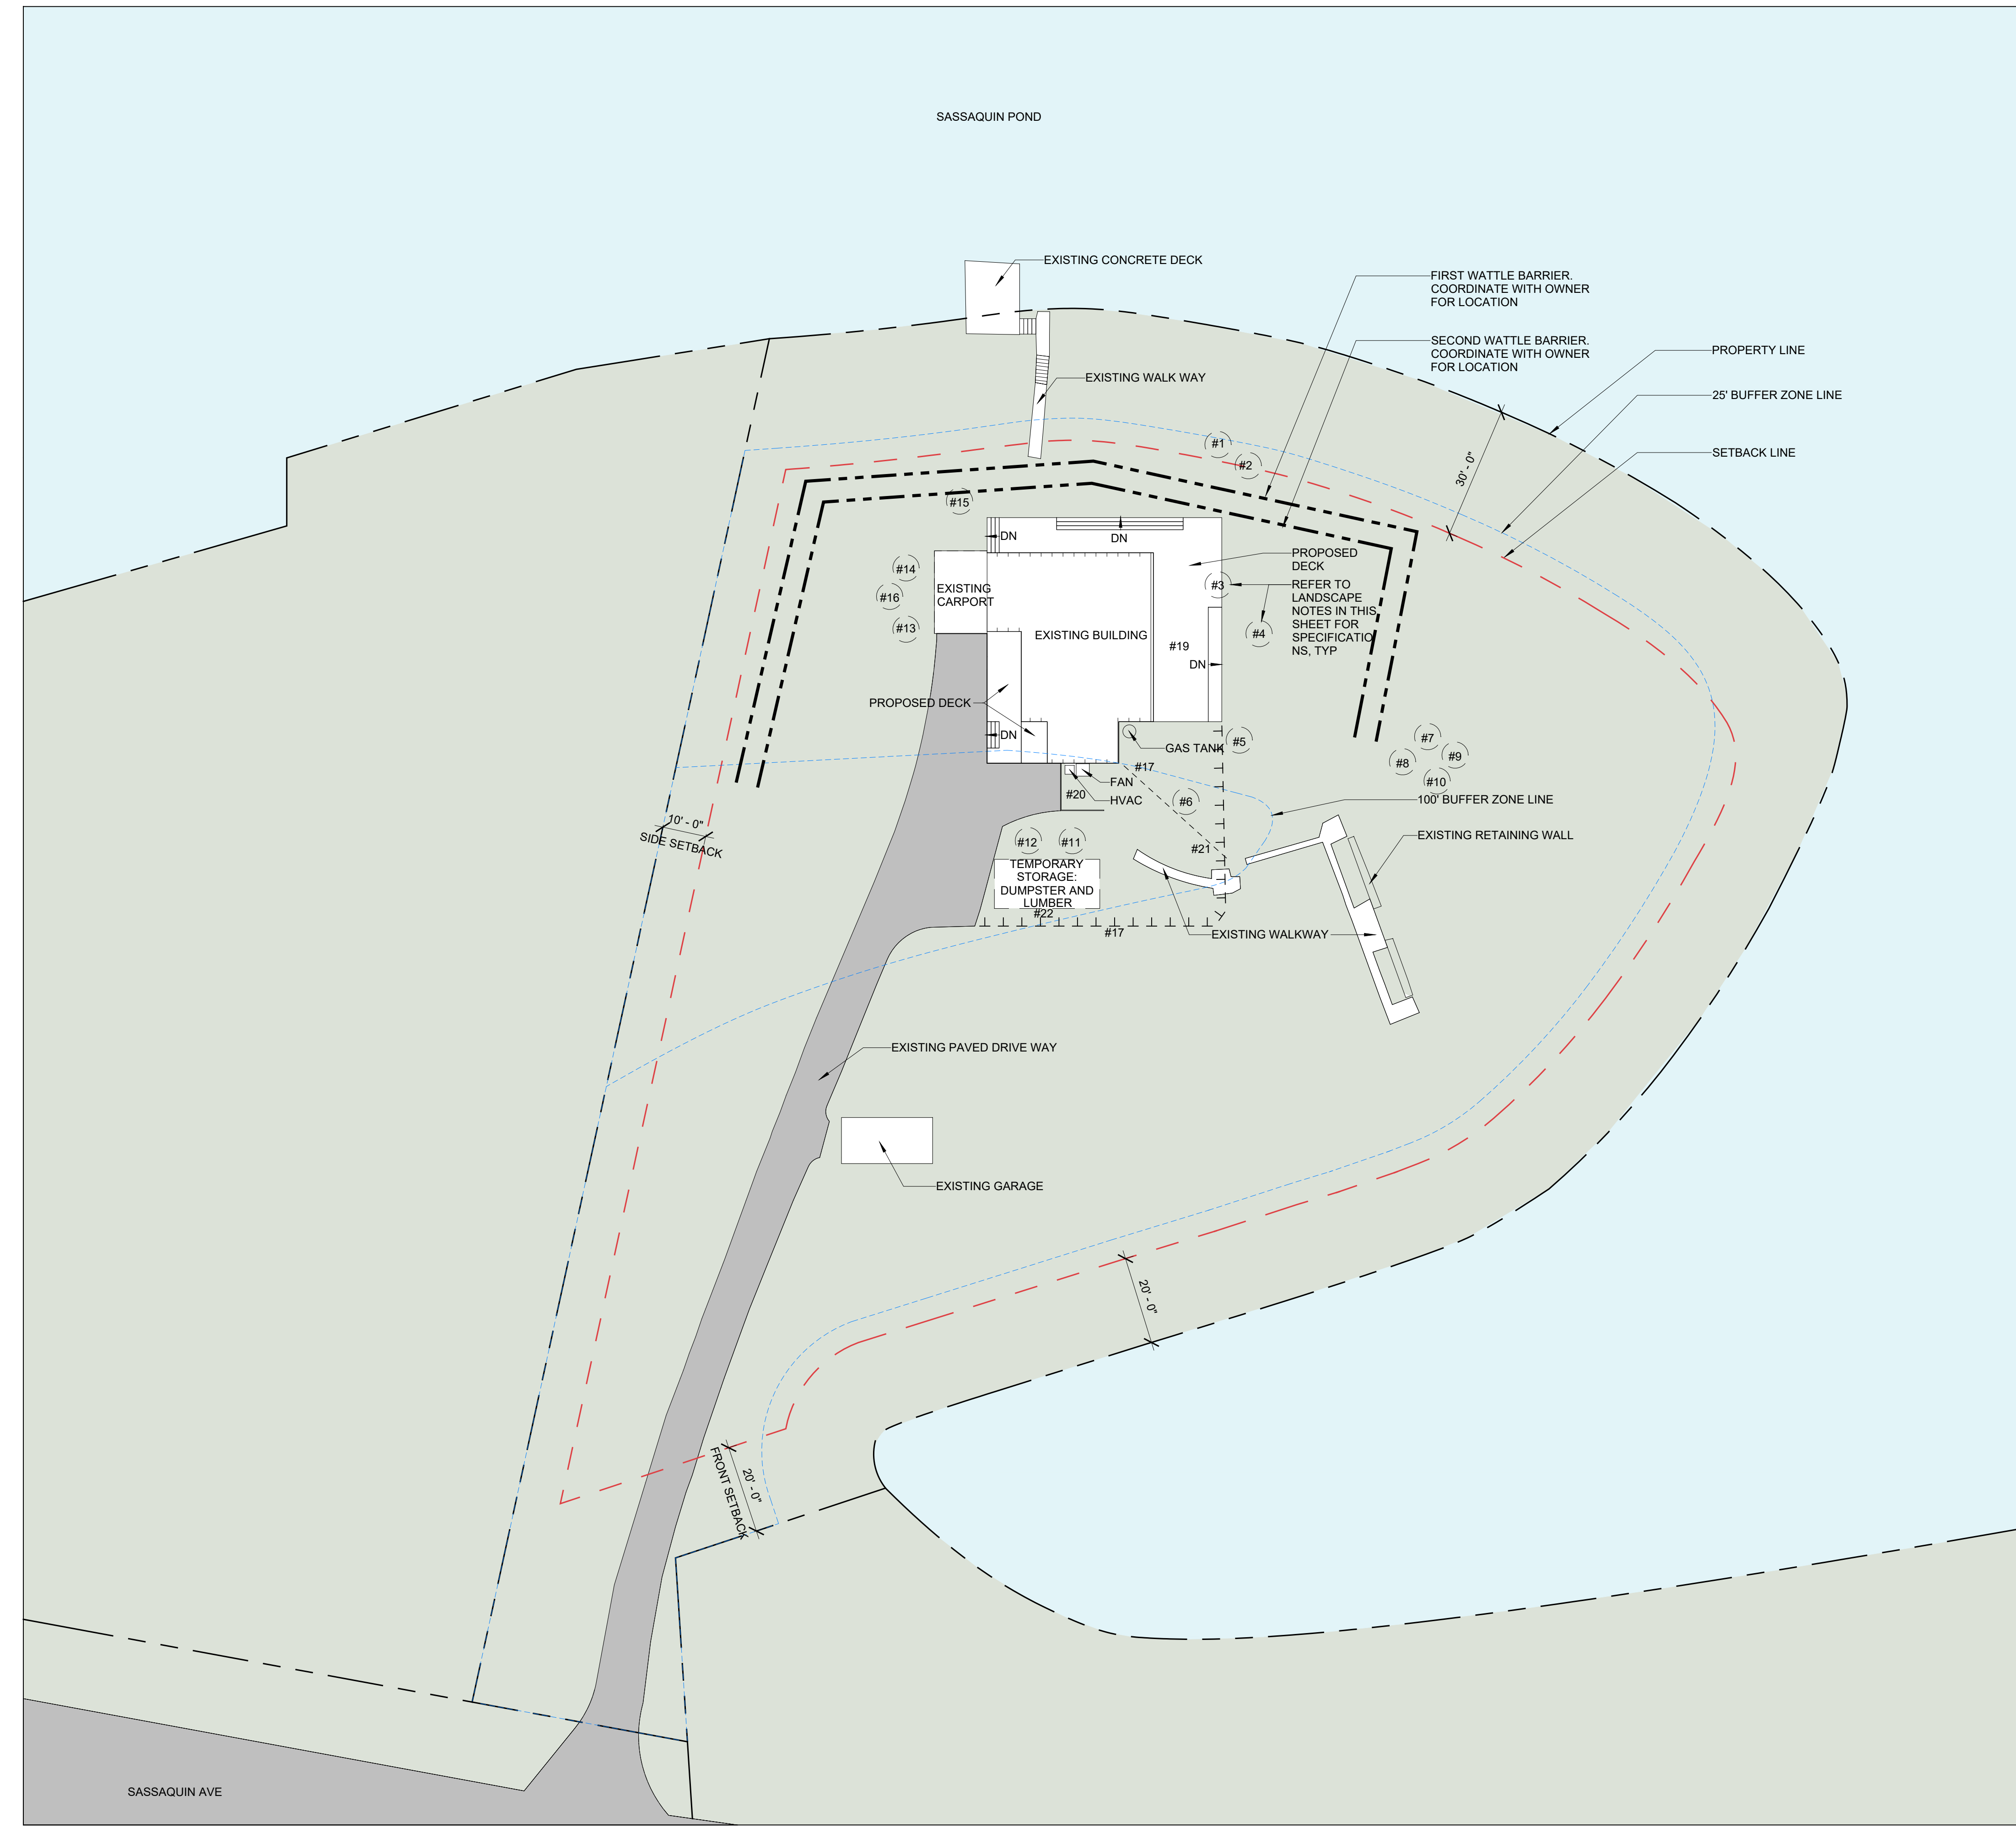 SASSAQUIN POND
EXISTING CONCRETE DECK
FIRST WATTLE BARRIER.
COORDINATE WITH OWNER
FOR LOCATION
SECOND WATTLE BARRIER.
COORDINATE WITH OWNER
FOR LOCATION
PROPERTY LINE
EXISTING WALK WAY
25' BUFFER ZONE LINE
SETBACK LINE
30' - 0"
#1
#2
#15
DN
DN
PROPOSED
DECK
#14
#16
#13
EXISTING
CARPORT
#3
REFER TO
LANDSCAPE
NOTES IN THIS
SHEET FOR
SPECIFICATIO
NS, TYP
#4
EXISTING BUILDING
#19
DN
PROPOSED DECK
DN
GAS TANK
#5
#7
#8
#9
#10
#17
FAN
HVAC
#20
#6
100' BUFFER ZONE LINE
10' - 0"
SIDE SETBACK
EXISTING RETAINING WALL
#12
#11
#21
TEMPORARY
STORAGE:
DUMPSTER AND
LUMBER
#22
#17
EXISTING WALKWAY
EXISTING PAVED DRIVE WAY
EXISTING GARAGE
20' - 0"
20' - 0"
FRONT SETBACK
SASSAQUIN AVE